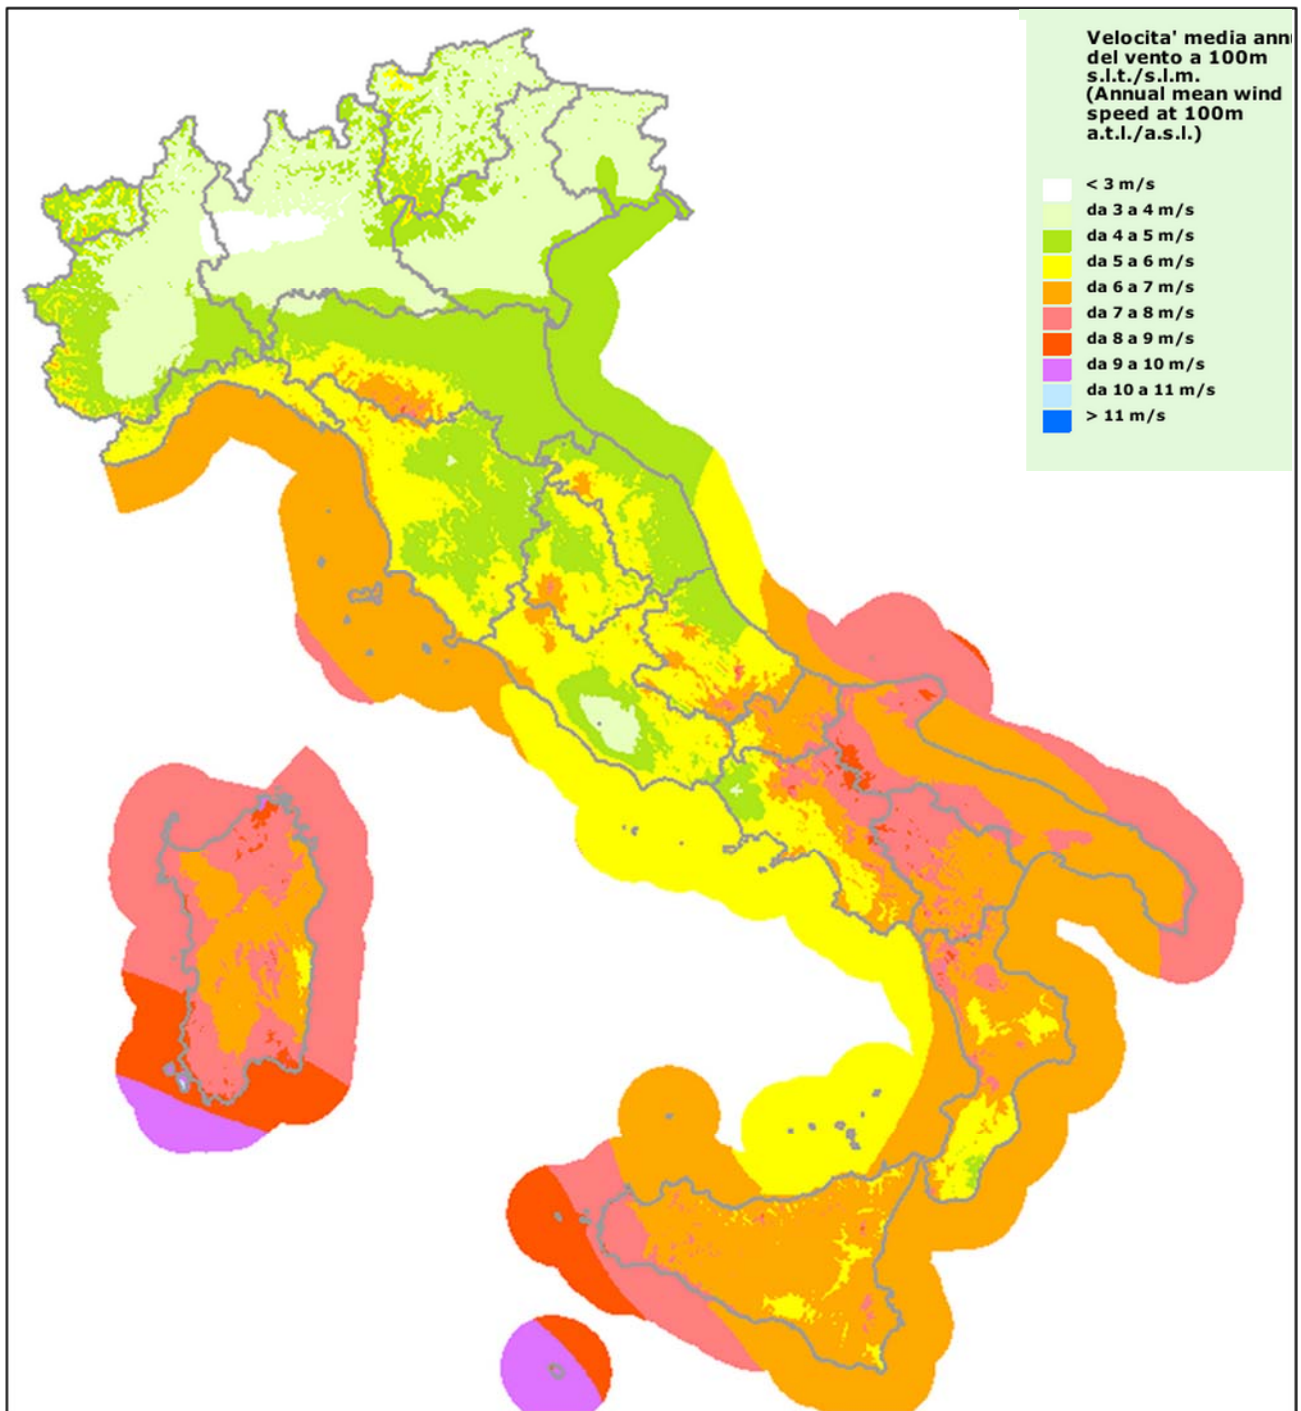 Velocita' media ann
del vento a 100m
s.l.t./s.l.m.
(Annual mean wind
speed at 100m
a.t.l./a.s.l.)
< 3 m/s
da 3 a 4 m/s
da 4 a 5 m/s
da 5 a 6 m/s
da 6 a 7 m/s
da 7 a 8 m/s
da 8 a 9 m/s
da 9 a 10 m/s
da 10 a 11 m/s
> 11 m/s